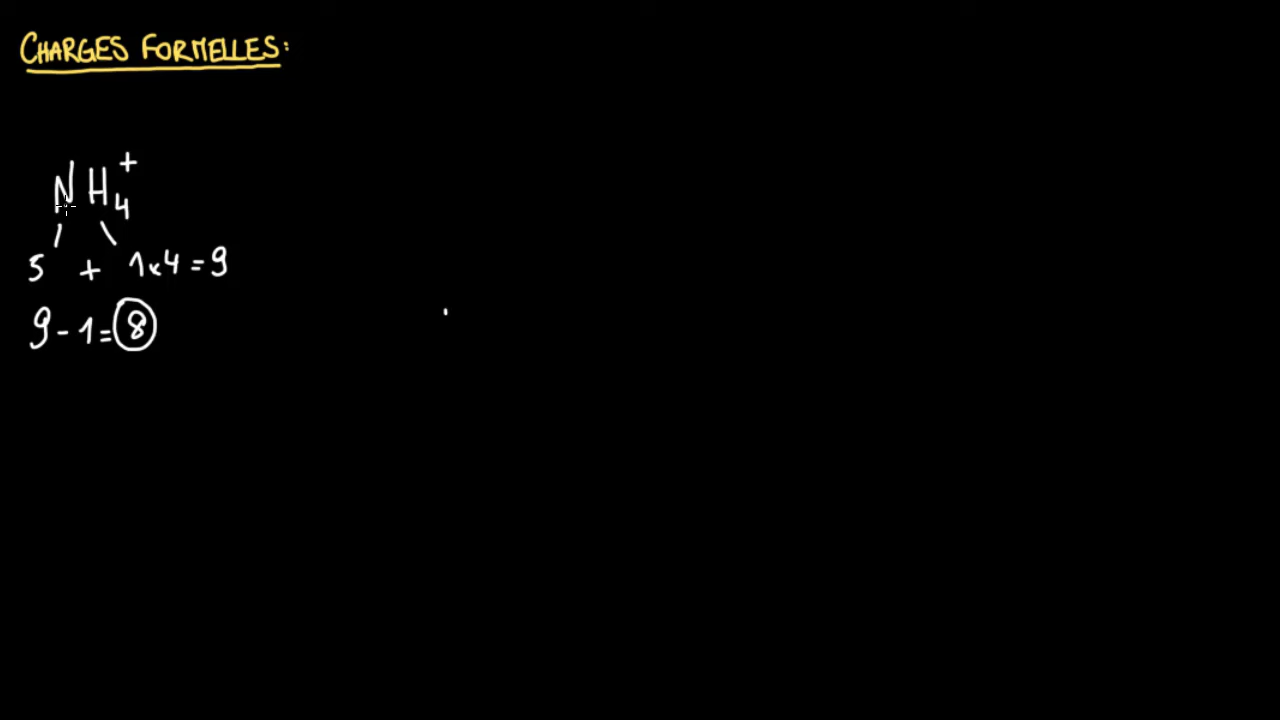 CHARGES FORMELLES:
NH₄⁺
5 + 1x4=9
9-1=8